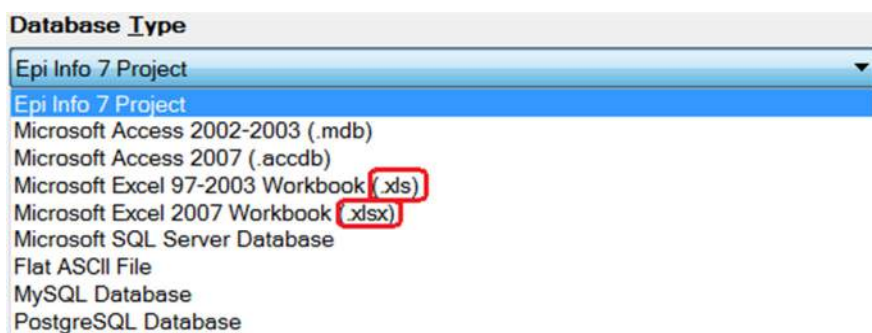 Database Type
Epi Info 7 Project
Epi Info 7 Project
Microsoft Access 2002-2003 (.mdb)
Microsoft Access 2007 (.accdb)
Microsoft Excel 97-2003 Workbook (.xls)
Microsoft Excel 2007 Workbook (.xlsx)
Microsoft SQL Server Database
Flat ASCII File
MySQL Database
PostgreSQL Database